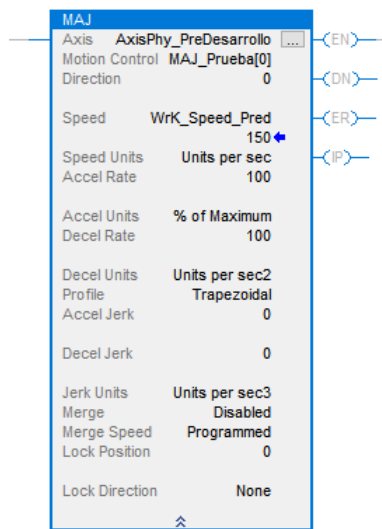 MAJ
Axis AxisPhy_PreDesarrollo ... EN
Motion Control MAJ_Prueba[0]
Direction 0 DN
Speed WrK_Speed_Pred ER
150
Speed Units Units per sec IP
Accel Rate 100
Accel Units % of Maximum
Decel Rate 100
Decel Units Units per sec2
Profile Trapezoidal
Accel Jerk 0
Decel Jerk 0
Jerk Units Units per sec3
Merge Disabled
Merge Speed Programmed
Lock Position 0
Lock Direction None